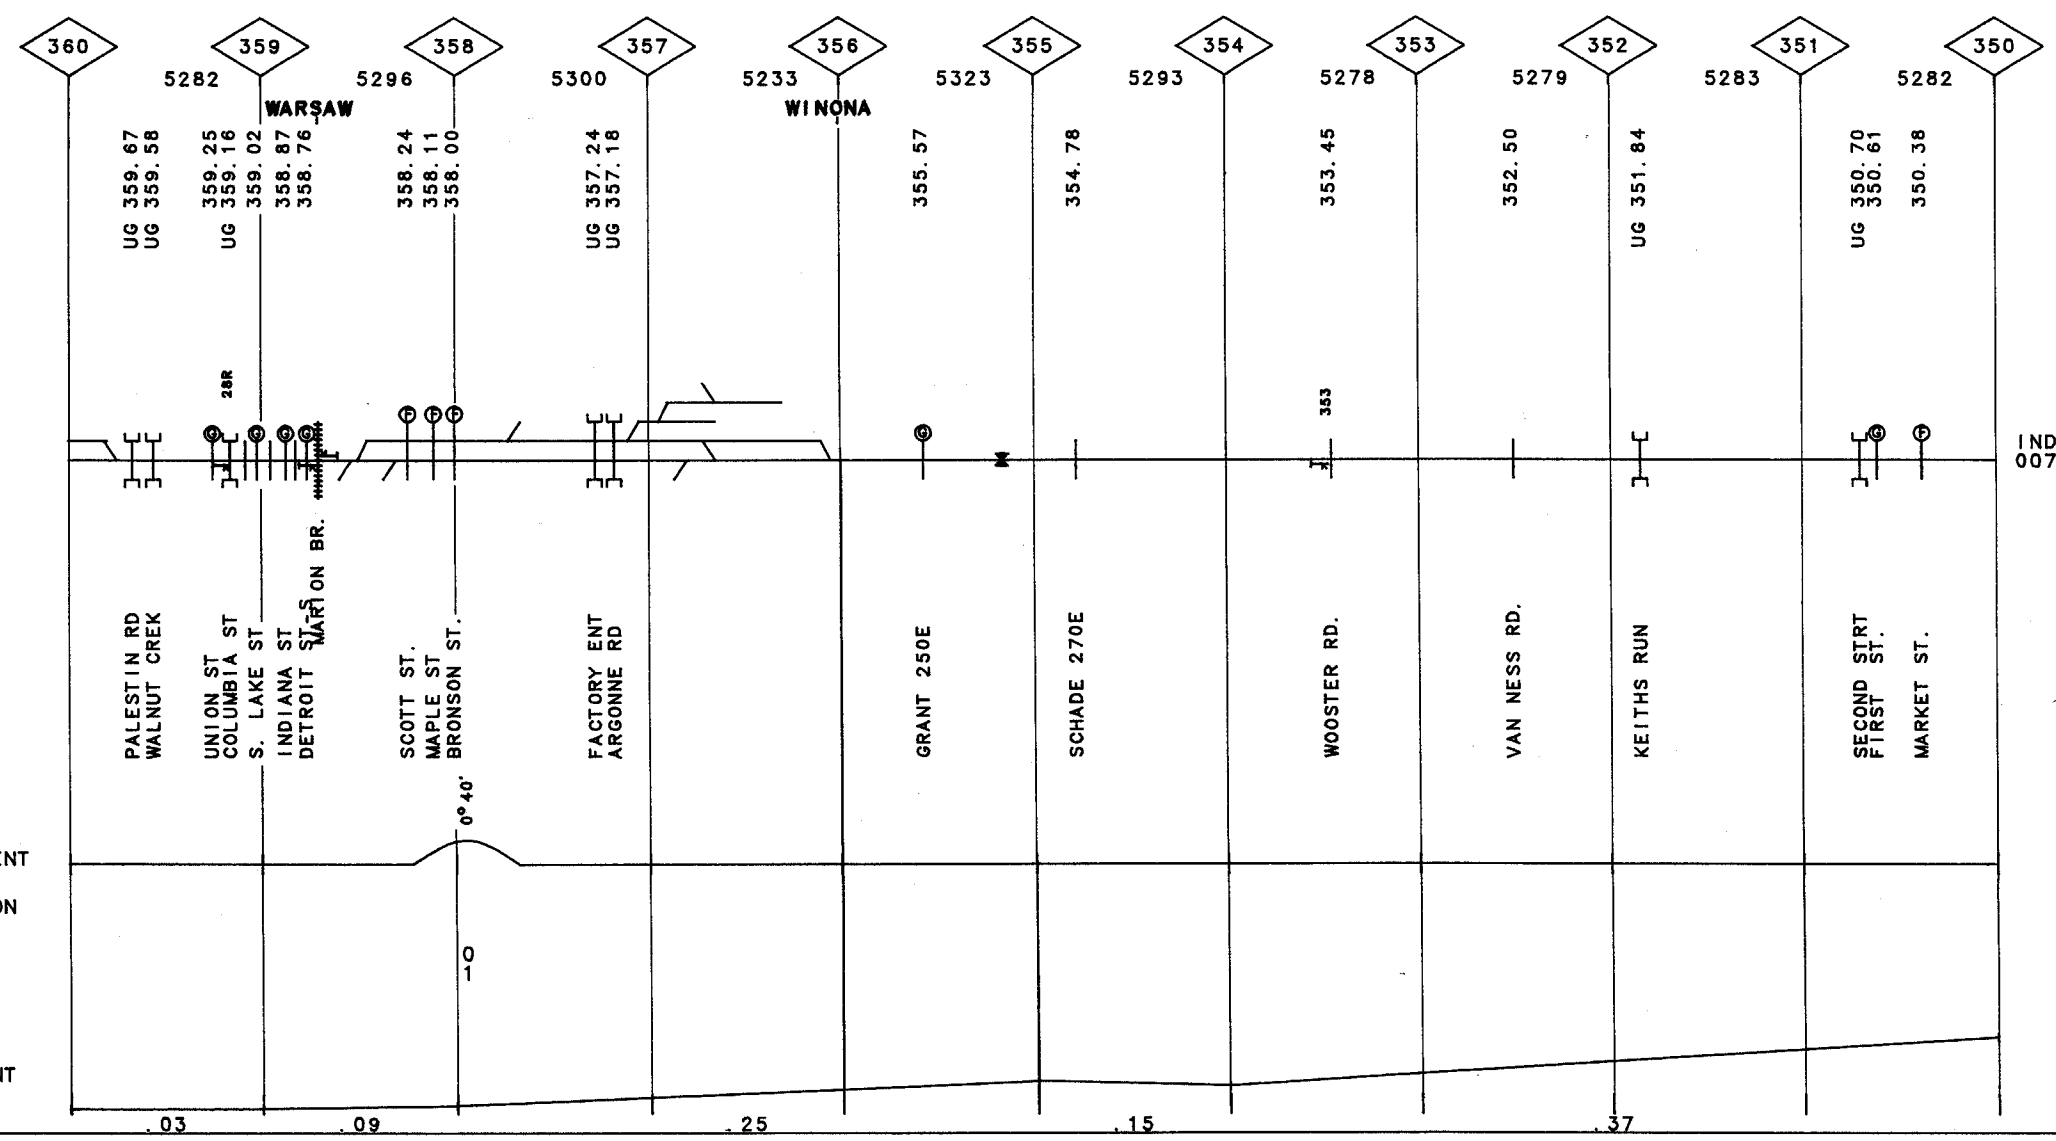 360 359 358 357 356 355 354 353 352 351 350
5282 5296 5300 5233 5323 5293 5278 5279 5283 5282
WARSAW WINONA
UG 359.67
UG 359.58
359.25
UG 359.16
359.02
358.87
358.76
358.24
358.11
358.00
UG 357.24
UG 357.18
355.57
354.78
353.45
352.50
UG 351.84
UG 350.70
350.61
350.38
28R
353
G G G G F F F G G F
IND
007
PALESTIN RD
WALNUT CREK
UNION ST
COLUMBIA ST
S. LAKE ST
INDIANA ST
DETROIT ST-S
MARION BR.
SCOTT ST.
MAPLE ST
BRONSON ST.
FACTORY ENT
ARGONNE RD
GRANT 250E
SCHADE 270E
WOOSTER RD.
VAN NESS RD.
KEITHS RUN
SECOND STRT
FIRST ST.
MARKET ST.
0°40'
ENT
ON
0
1
NT
.03 .09 .25 .15 .37